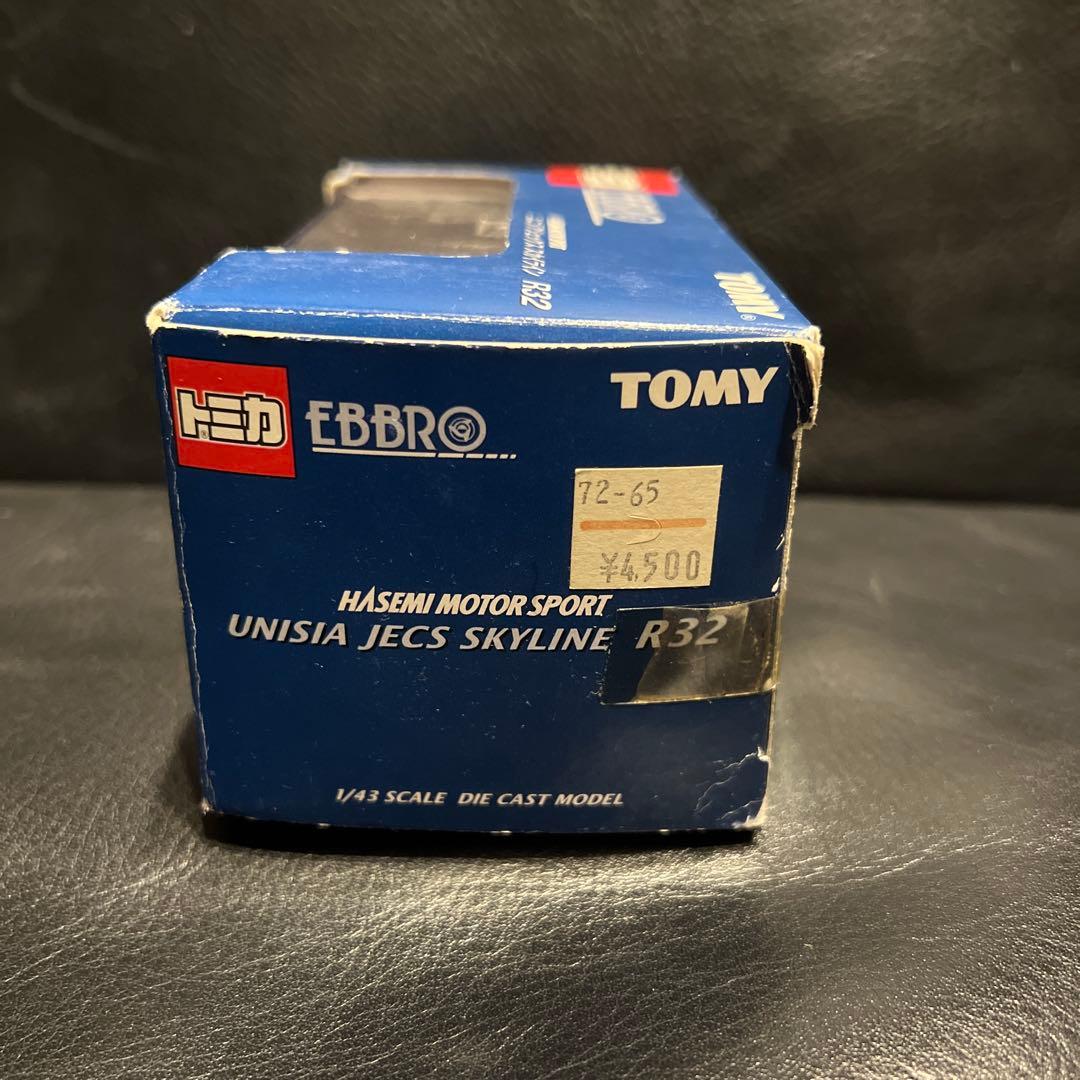 R32
TOMY®
トミカ®
EBBRO
TOMY
72-65
¥4,500
HASEMI MOTOR SPORT
UNISIA JECS SKYLINE R32
1/43 SCALE DIE CAST MODEL